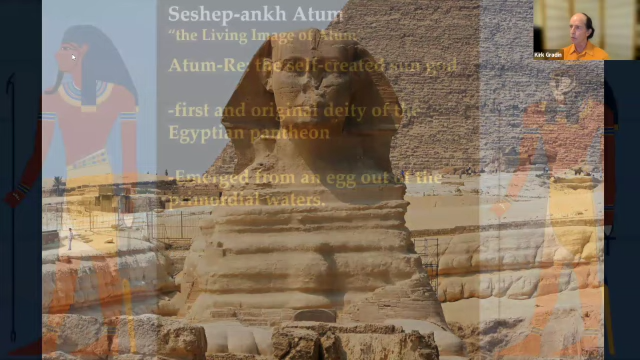 Seshep-ankh Atum
"the Living Image of Atum
Atum-Re: the self-created sun god
-first and original deity of the
Egyptian pantheon
-Emerged from an egg out of the
primordial waters.
Kirk Gradin